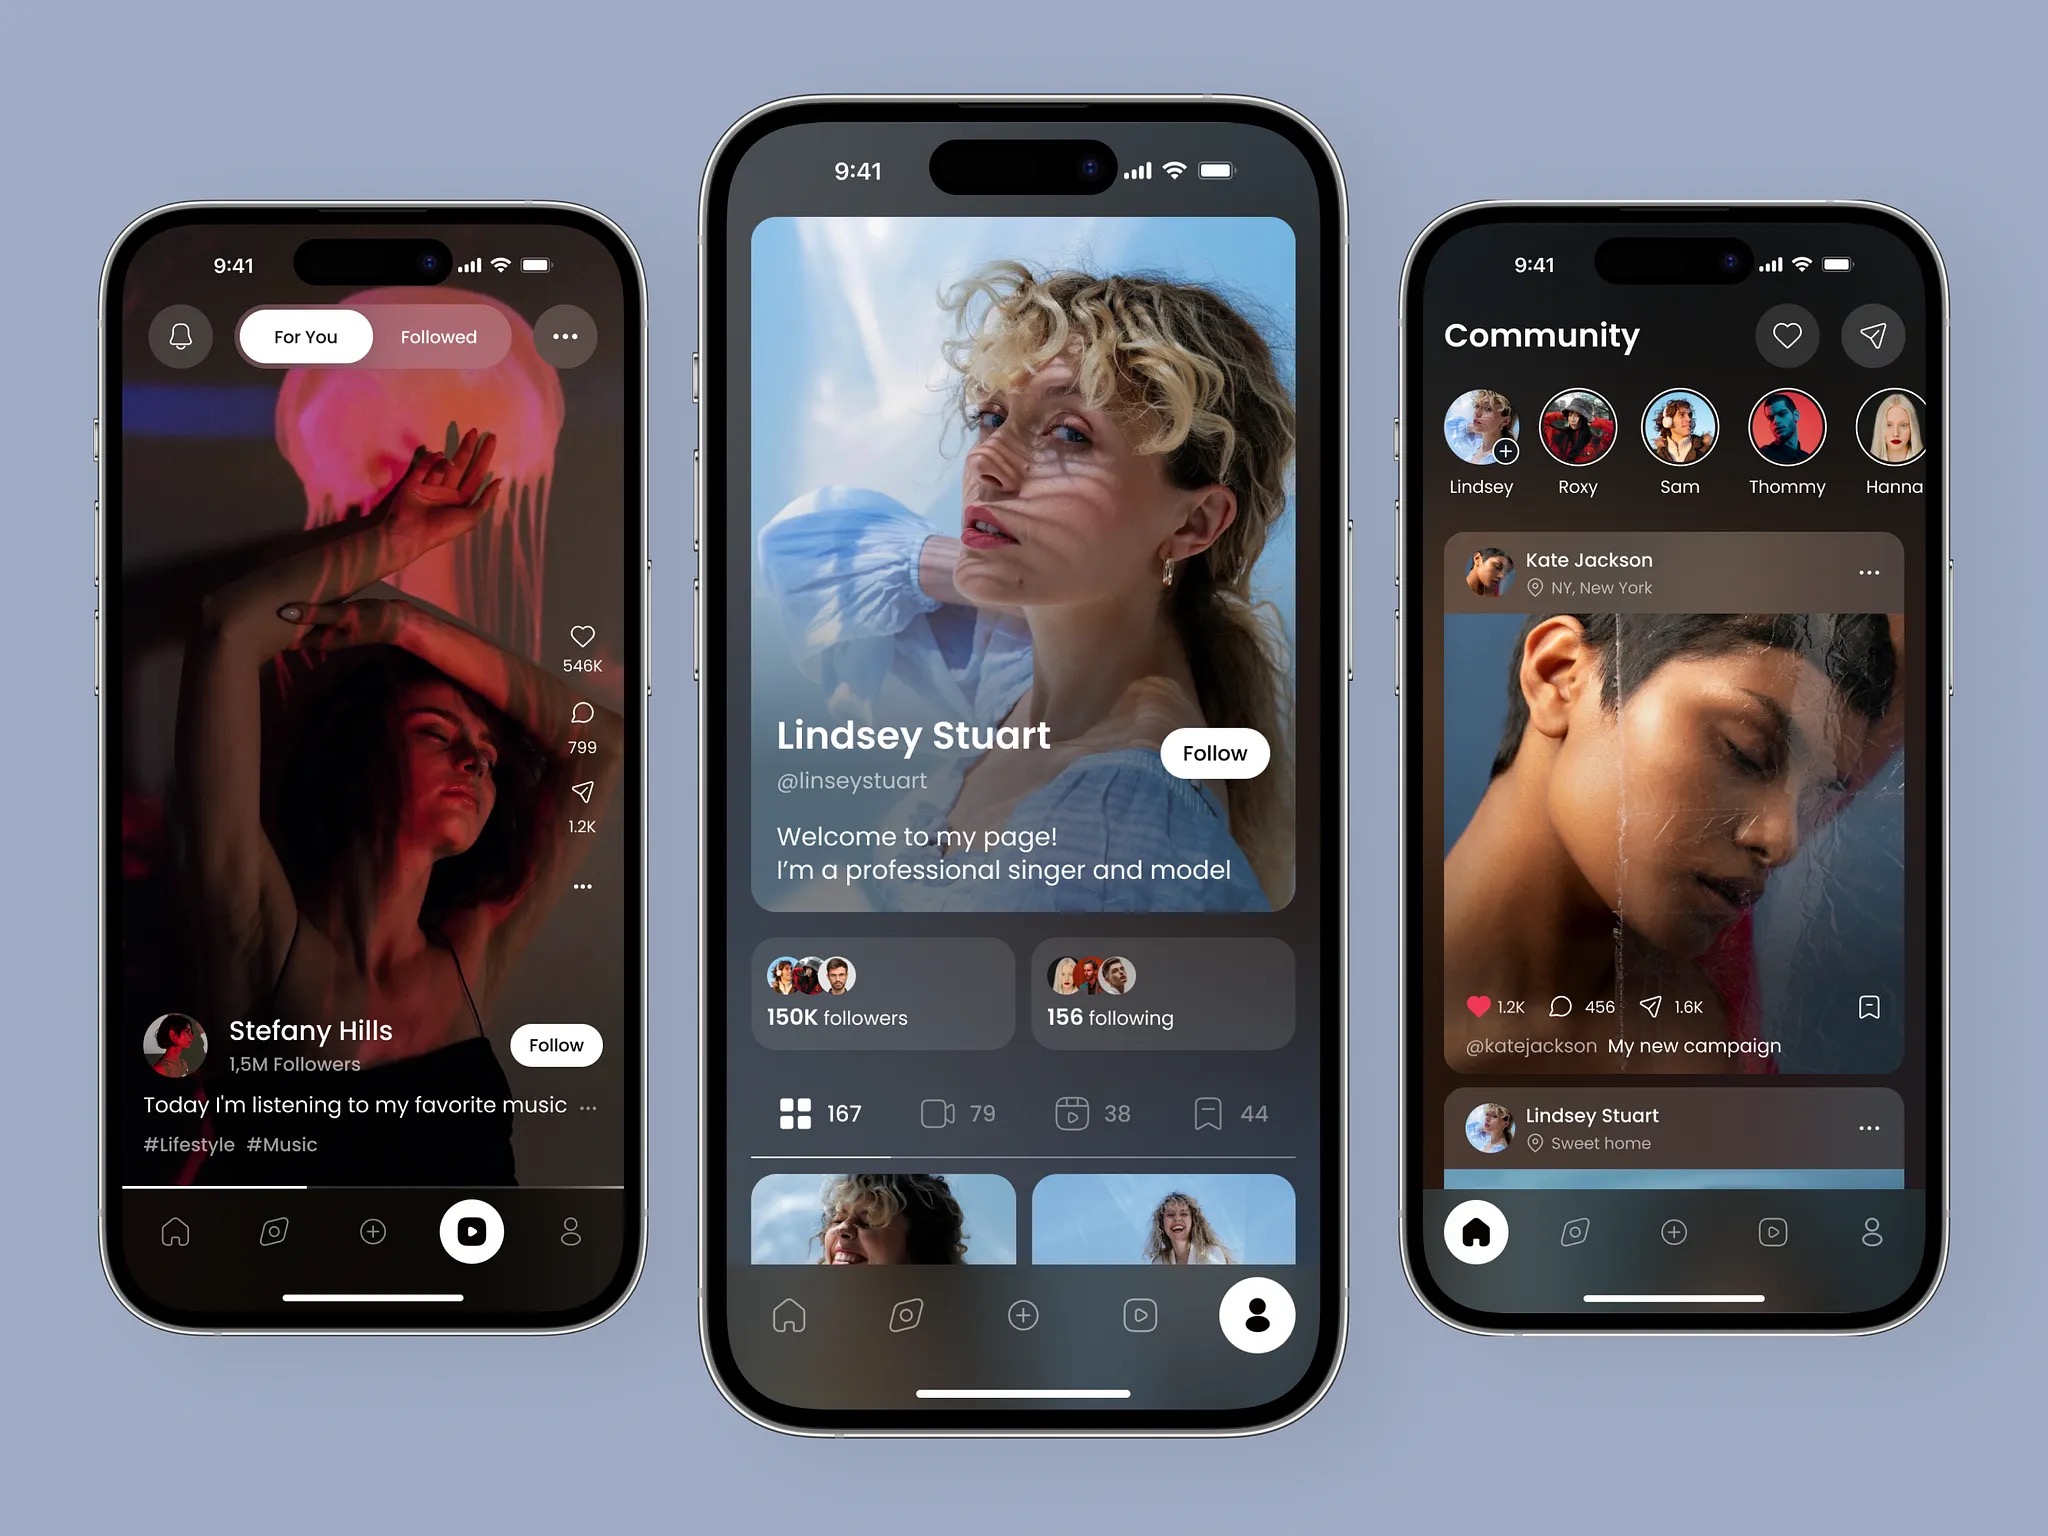 9:41
For You Followed
546K
799
1.2K
Stefany Hills
1,5M Followers
Follow
Today I'm listening to my favorite music ...
#Lifestyle #Music
9:41
Lindsey Stuart
@linseystuart
Follow
Welcome to my page!
I'm a professional singer and model
150K followers
156 following
167 79 38 44
9:41
Community
Lindsey Roxy Sam Thommy Hanna
Kate Jackson
NY, New York
1.2K 456 1.6K
@katejackson My new campaign
Lindsey Stuart
Sweet home